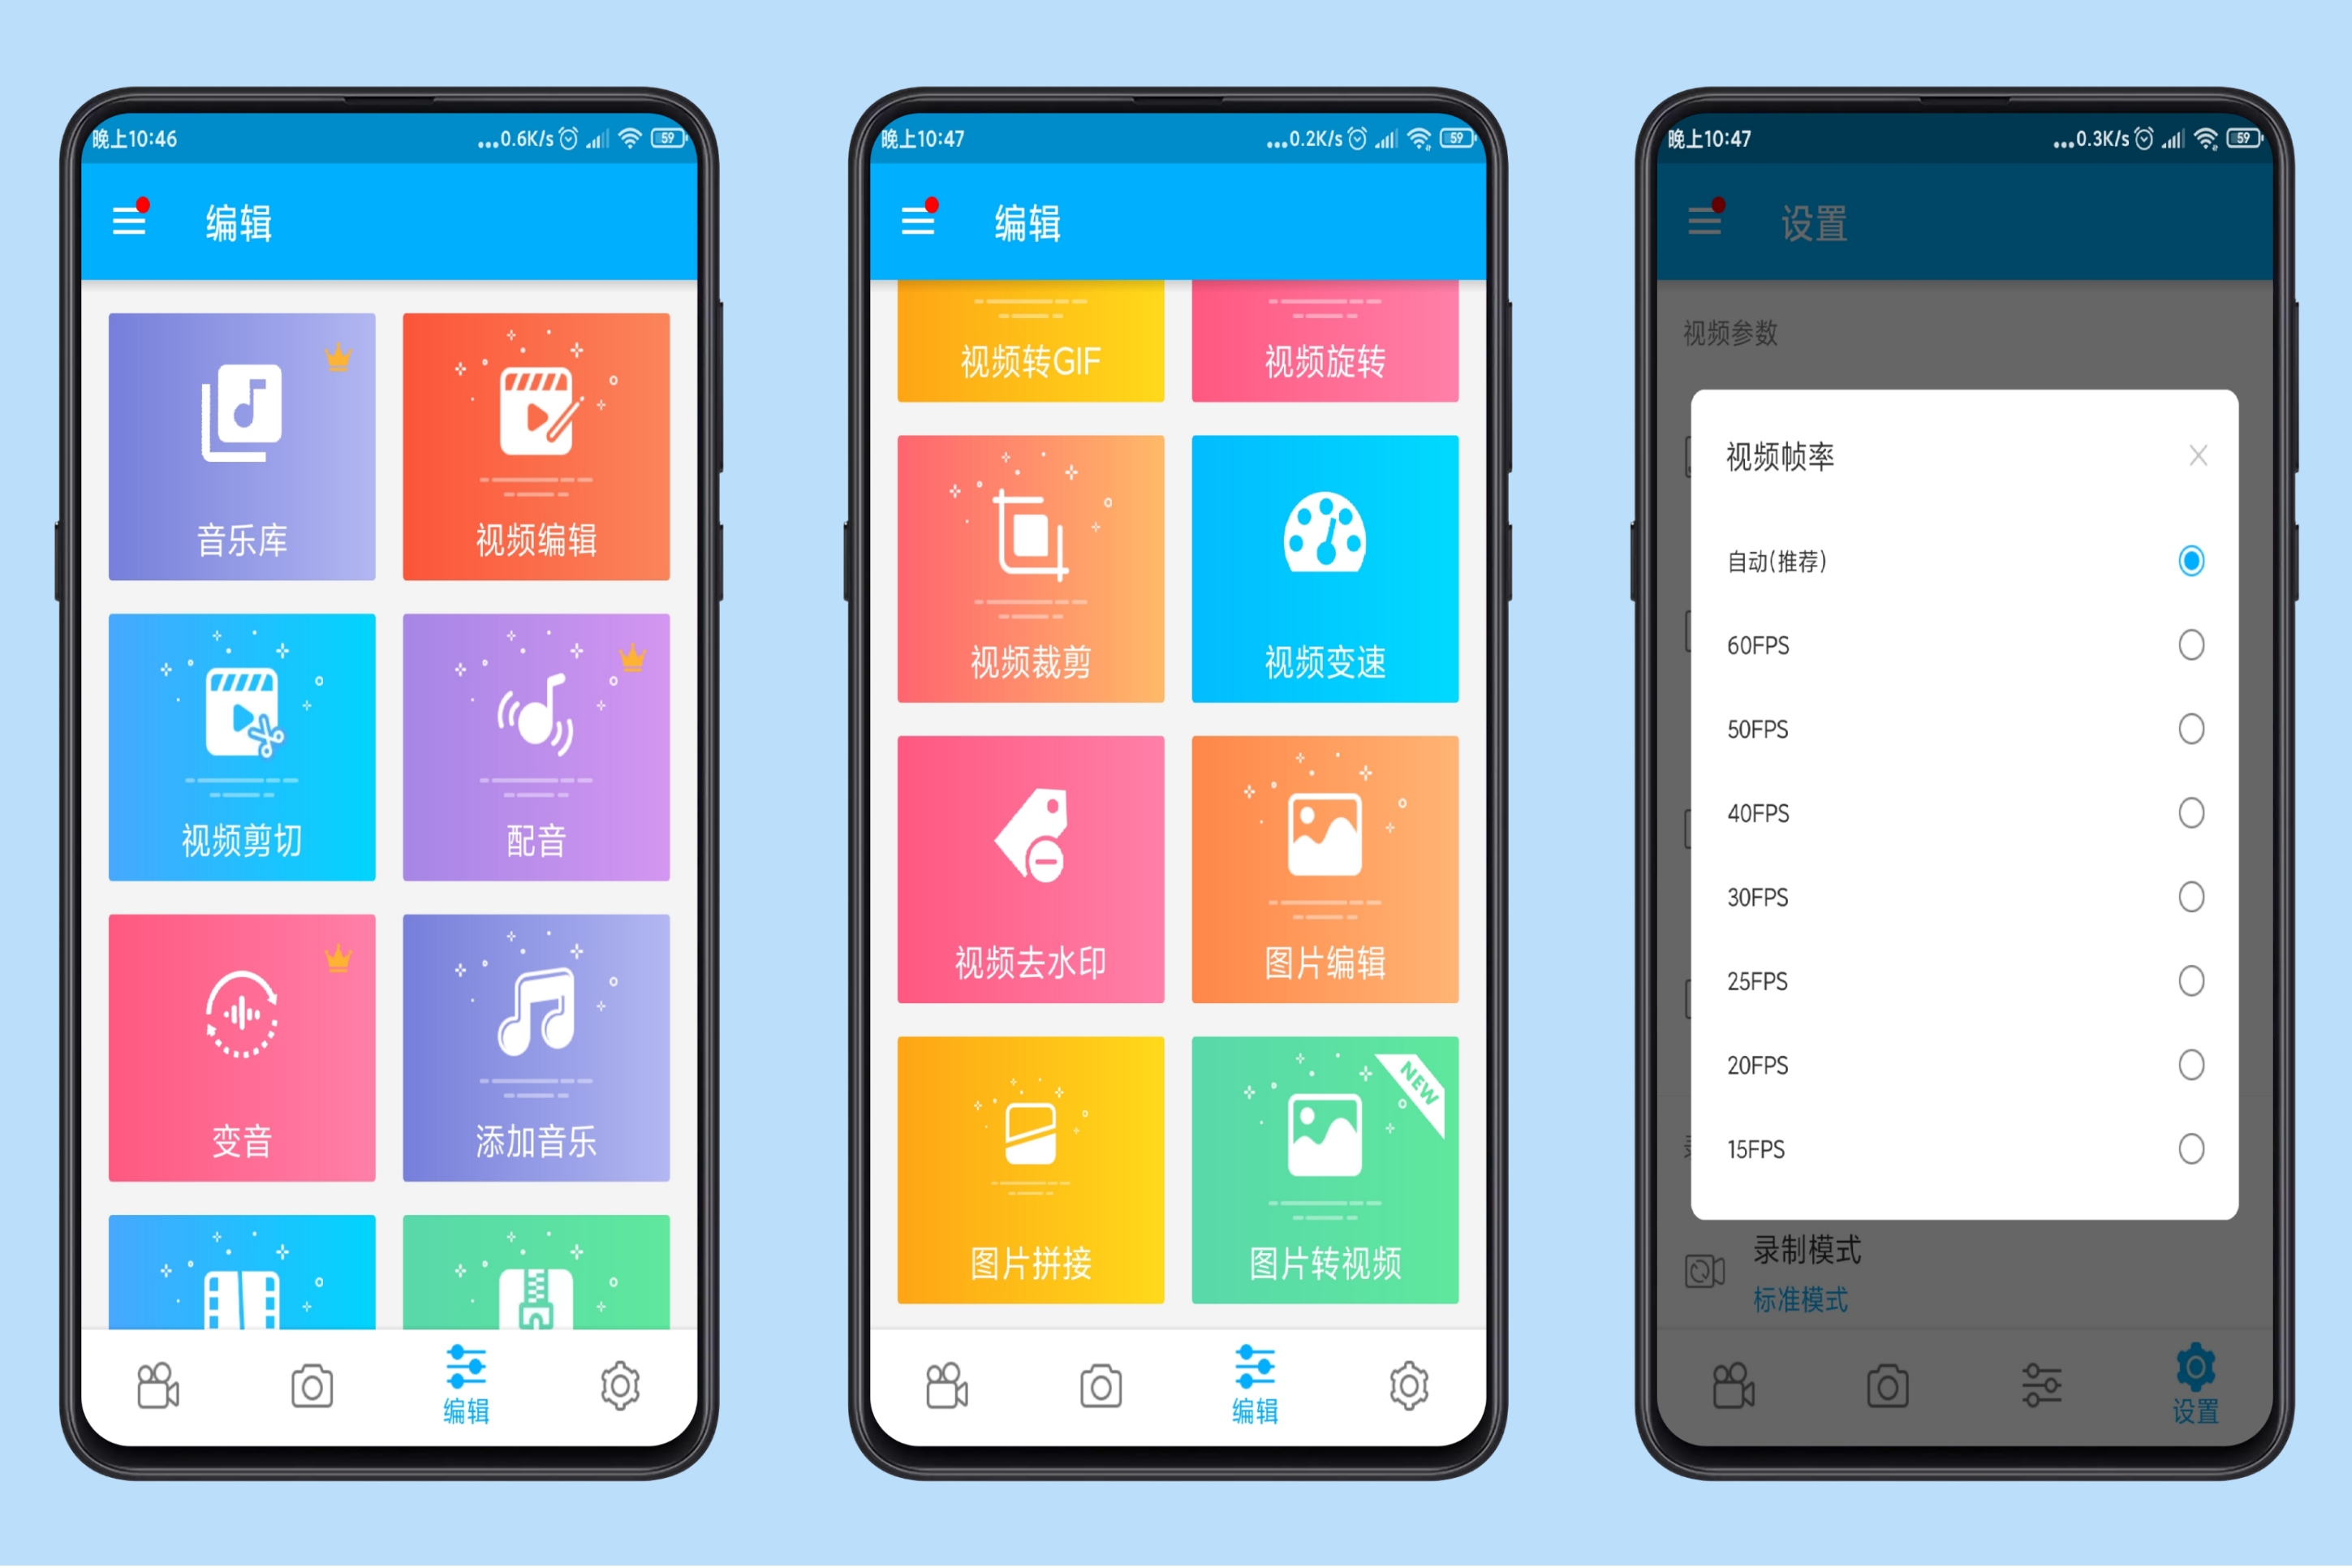 晚上10:46
...0.6K/s
59
编辑
音乐库
视频编辑
视频剪切
配音
变音
添加音乐
编辑
晚上10:47
...0.2K/s
59
编辑
视频转GIF
视频旋转
视频裁剪
视频变速
视频去水印
图片编辑
图片拼接
NEW
图片转视频
编辑
晚上10:47
...0.3K/s
59
设置
视频参数
视频帧率
自动(推荐)
60FPS
50FPS
40FPS
30FPS
25FPS
20FPS
15FPS
录制模式
标准模式
设置